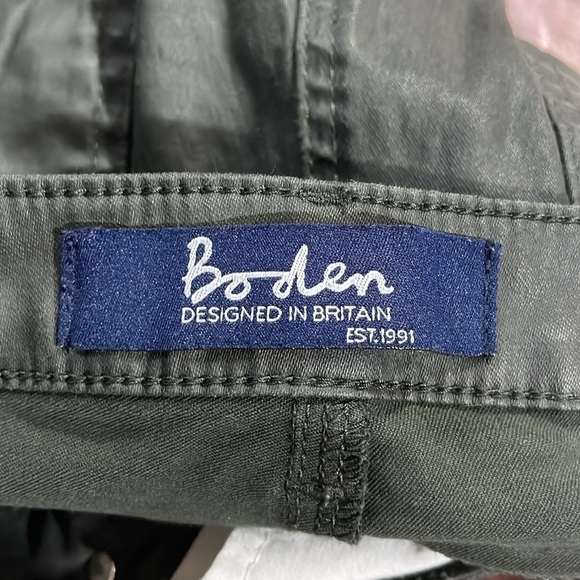 Boden
DESIGNED IN BRITAIN
EST.1991